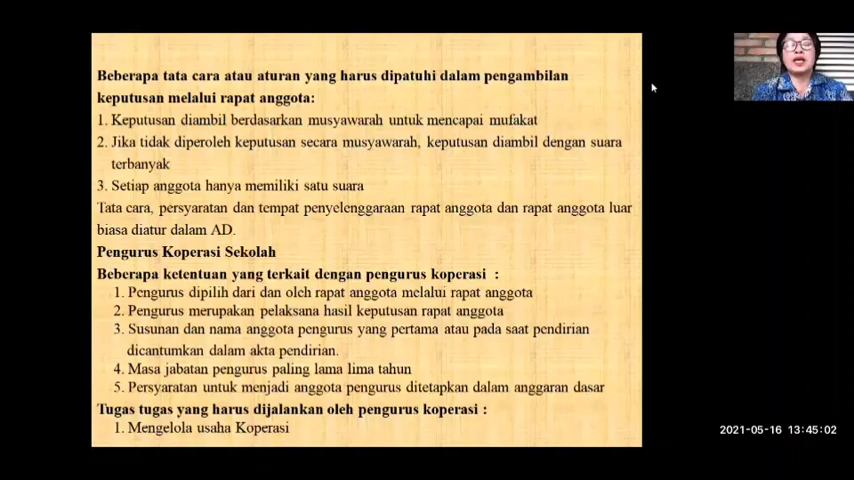 Beberapa tata cara atau aturan yang harus dipatuhi dalam pengambilan
keputusan melalui rapat anggota:
1. Keputusan diambil berdasarkan musyawarah untuk mencapai mufakat
2. Jika tidak diperoleh keputusan secara musyawarah, keputusan diambil dengan suara
terbanyak
3. Setiap anggota hanya memiliki satu suara
Tata cara, persyaratan dan tempat penyelenggaraan rapat anggota dan rapat anggota luar
biasa diatur dalam AD.
Pengurus Koperasi Sekolah
Beberapa ketentuan yang terkait dengan pengurus koperasi :
1. Pengurus dipilih dari dan oleh rapat anggota melalui rapat anggota
2. Pengurus merupakan pelaksana hasil keputusan rapat anggota
3. Susunan dan nama anggota pengurus yang pertama atau pada saat pendirian
dicantumkan dalam akta pendirian.
4. Masa jabatan pengurus paling lama lima tahun
5. Persyaratan untuk menjadi anggota pengurus ditetapkan dalam anggaran dasar
Tugas tugas yang harus dijalankan oleh pengurus koperasi :
1. Mengelola usaha Koperasi
2021-05-16 13:45:02